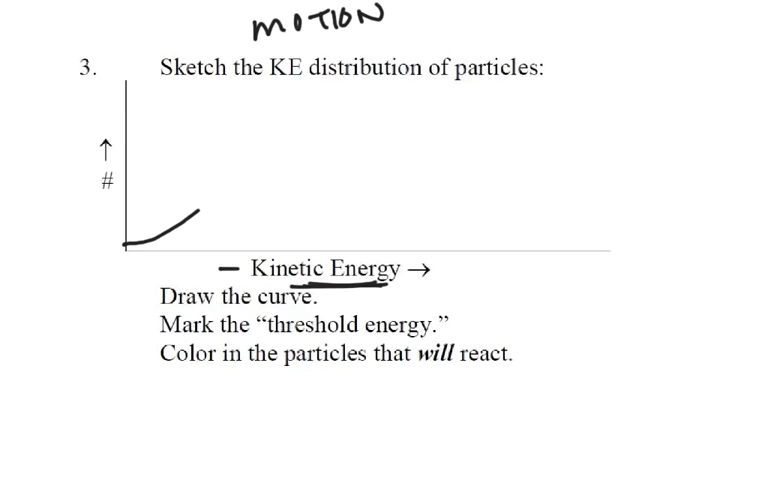 MOTION
3. Sketch the KE distribution of particles:
↑
#
Kinetic Energy →
Draw the curve.
Mark the “threshold energy.”
Color in the particles that will react.